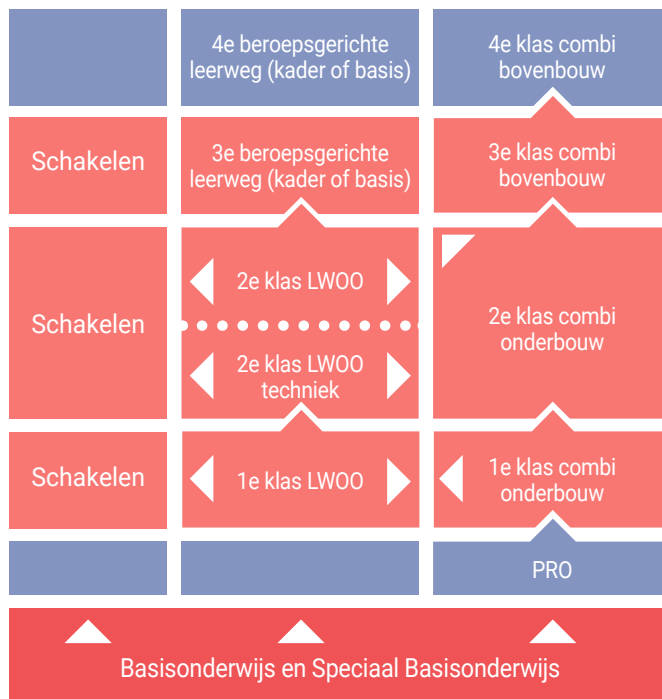 4e beroepsgerichte
leerweg (kader of basis)
4e klas combi
bovenbouw
Schakelen
3e beroepsgerichte
leerweg (kader of basis)
3e klas combi
bovenbouw
Schakelen
2e klas LWOO
2e klas LWOO
techniek
2e klas combi
onderbouw
Schakelen
1e klas LWOO
1e klas combi
onderbouw
PRO
Basisonderwijs en Speciaal Basisonderwijs